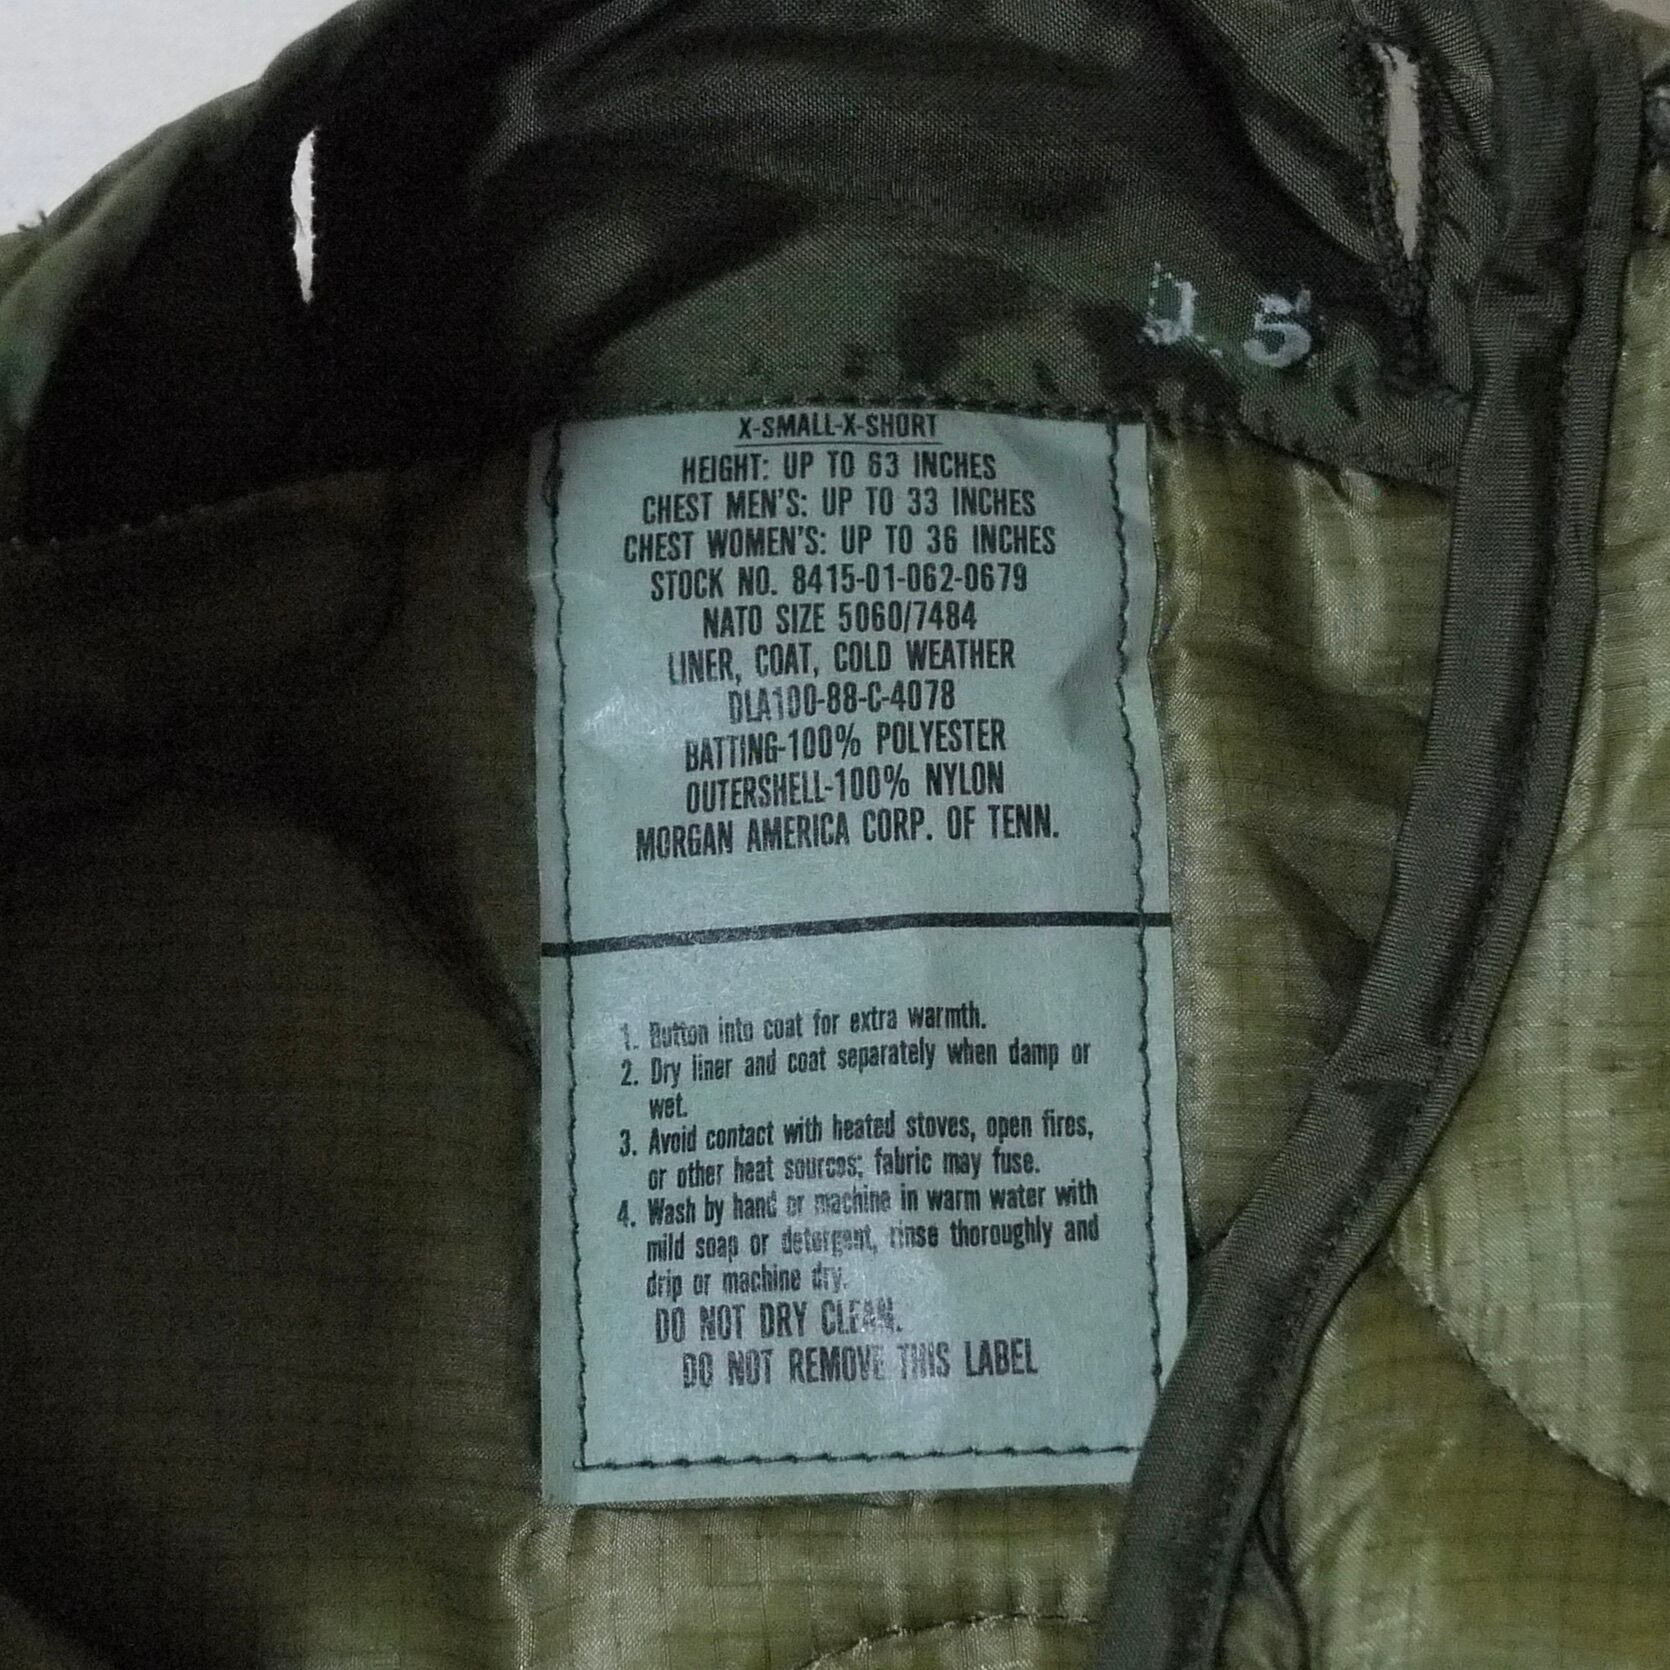 J. S
X-SMALL-X-SHORT
HEIGHT: UP TO 63 INCHES
CHEST MEN'S: UP TO 33 INCHES
CHEST WOMEN'S: UP TO 36 INCHES
STOCK NO. 8415-01-062-0679
NATO SIZE 5060/7484
LINER, COAT, COLD WEATHER
DLA100-88-C-4078
BATTING-100% POLYESTER
OUTERSHELL-100% NYLON
MORGAN AMERICA CORP. OF TENN.
1. Button into coat for extra warmth.
2. Dry liner and coat separately when damp or
wet.
3. Avoid contact with heated stoves, open fires,
or other heat sources; fabric may fuse.
4. Wash by hand or machine in warm water with
mild soap or detergent, rinse thoroughly and
drip or machine dry.
DO NOT DRY CLEAN.
DO NOT REMOVE THIS LABEL